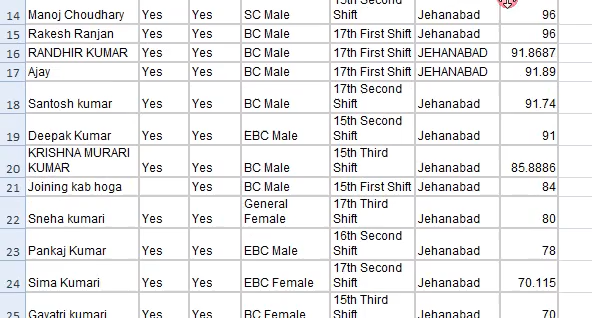 15th Second
14 Manoj Choudhary Yes Yes SC Male Shift Jehanabad 96
15 Rakesh Ranjan Yes Yes BC Male 17th First Shift Jehanabad 96
16 RANDHIR KUMAR Yes Yes BC Male 17th First Shift JEHANABAD 91.8687
17 Ajay Yes Yes BC Male 17th First Shift JEHANABAD 91.89
17th Second
18 Santosh kumar Yes Yes BC Male Shift Jehanabad 91.74
15th Second
19 Deepak Kumar Yes Yes EBC Male Shift Jehanabad 91
KRISHNA MURARI 15th Third
20 KUMAR Yes Yes BC Male Shift Jehanabad 85.8886
21 Joining kab hoga Yes BC Male 15th First Shift Jehanabad 84
General 17th Third
22 Sneha kumari Yes Yes Female Shift Jehanabad 80
16th Second
23 Pankaj Kumar Yes Yes EBC Male Shift Jehanabad 78
17th Second
24 Sima Kumari Yes Yes EBC Female Shift Jehanabad 70.115
15th Third
25 Gayatri kumari Yes Yes BC Female Shift Jehanabad 70